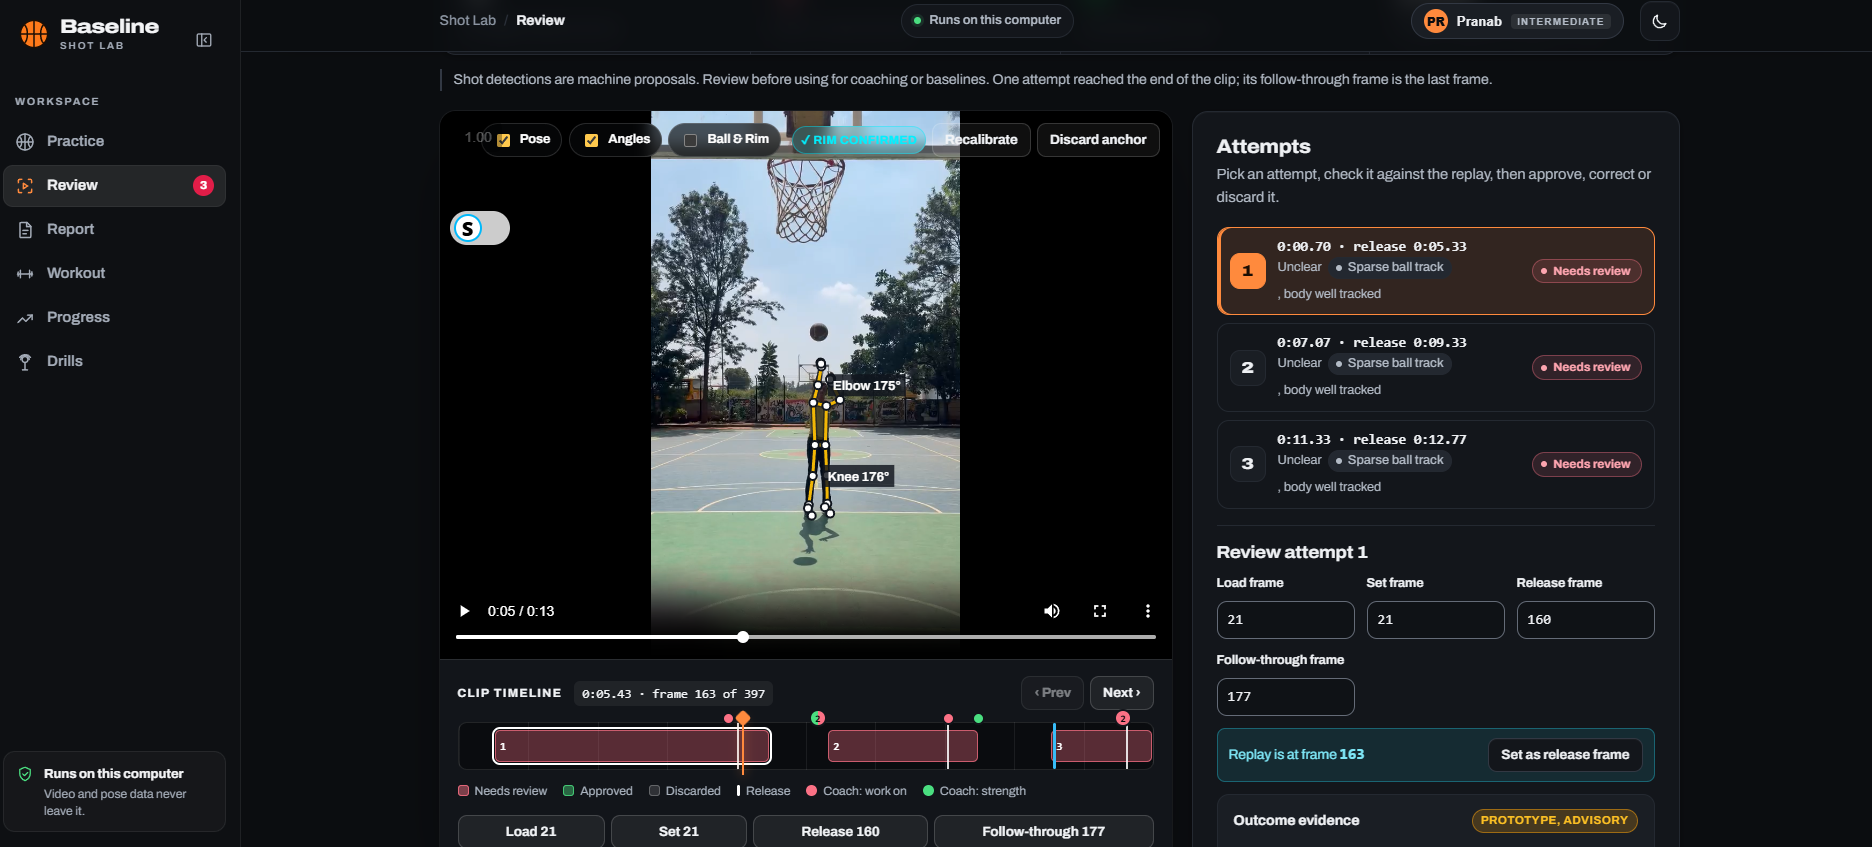 Baseline
SHOT LAB
WORKSPACE
Practice
Review 3
Report
Workout
Progress
Drills
Runs on this computer
Video and pose data never
leave it.
Shot Lab / Review
Runs on this computer
PR Pranab INTERMEDIATE
Shot detections are machine proposals. Review before using for coaching or baselines. One attempt reached the end of the clip; its follow-through frame is the last frame.
1.00 Pose Angles Ball & Rim ✓ RIM CONFIRMED Recalibrate Discard anchor
S
Elbow 175°
Knee 176°
0:05 / 0:13
CLIP TIMELINE 0:05.43 · frame 163 of 397 ‹ Prev Next ›
2 2
1 2 3
Needs review Approved Discarded Release Coach: work on Coach: strength
Load 21 Set 21 Release 160 Follow-through 177
Attempts
Pick an attempt, check it against the replay, then approve, correct or
discard it.
1
0:00.70 · release 0:05.33
Unclear Sparse ball track
, body well tracked
Needs review
2
0:07.07 · release 0:09.33
Unclear Sparse ball track
, body well tracked
Needs review
3
0:11.33 · release 0:12.77
Unclear Sparse ball track
, body well tracked
Needs review
Review attempt 1
Load frame Set frame Release frame
21 21 160
Follow-through frame
177
Replay is at frame 163 Set as release frame
Outcome evidence PROTOTYPE, ADVISORY